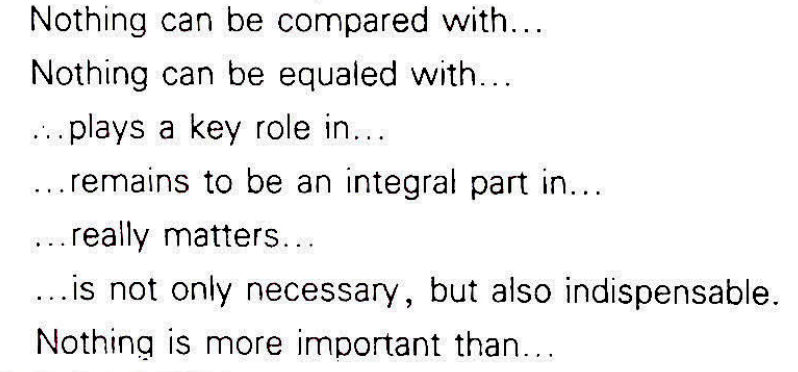 Nothing can be compared with...
Nothing can be equaled with...
...plays a key role in...
...remains to be an integral part in...
...really matters...
...is not only necessary, but also indispensable.
Nothing is more important than...